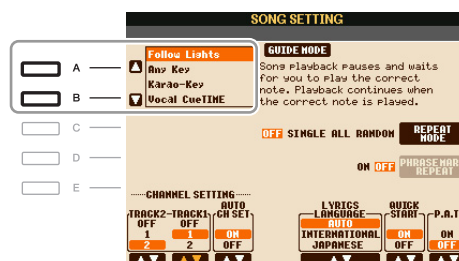 SONG SETTING
Follow Lights
Any Key
Karao-Key
Vocal CueTIME
GUIDE MODE
Song Playback pauses and waits
for you to play the correct
note. Playback continues when
the correct note is played.
A
B
C
D
E
OFF SINGLE ALL RANDOM
REPEAT
MODE
ON OFF
PHRASE MAR
REPEAT
CHANNEL SETTING
TRACK2 TRACK1 AUTO CH SET
OFF OFF
1 1 ON
2 2 OFF
LYRICS LANGUAGE
AUTO
INTERNATIONAL
JAPANESE
QUICK START
ON
OFF
P.A.T
ON
OFF